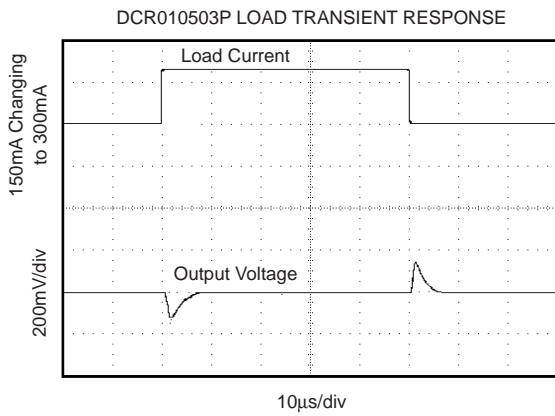 DCR010503P LOAD TRANSIENT RESPONSE
Load Current
150mA Changing
to 300mA
Output Voltage
200mV/div
10µs/div